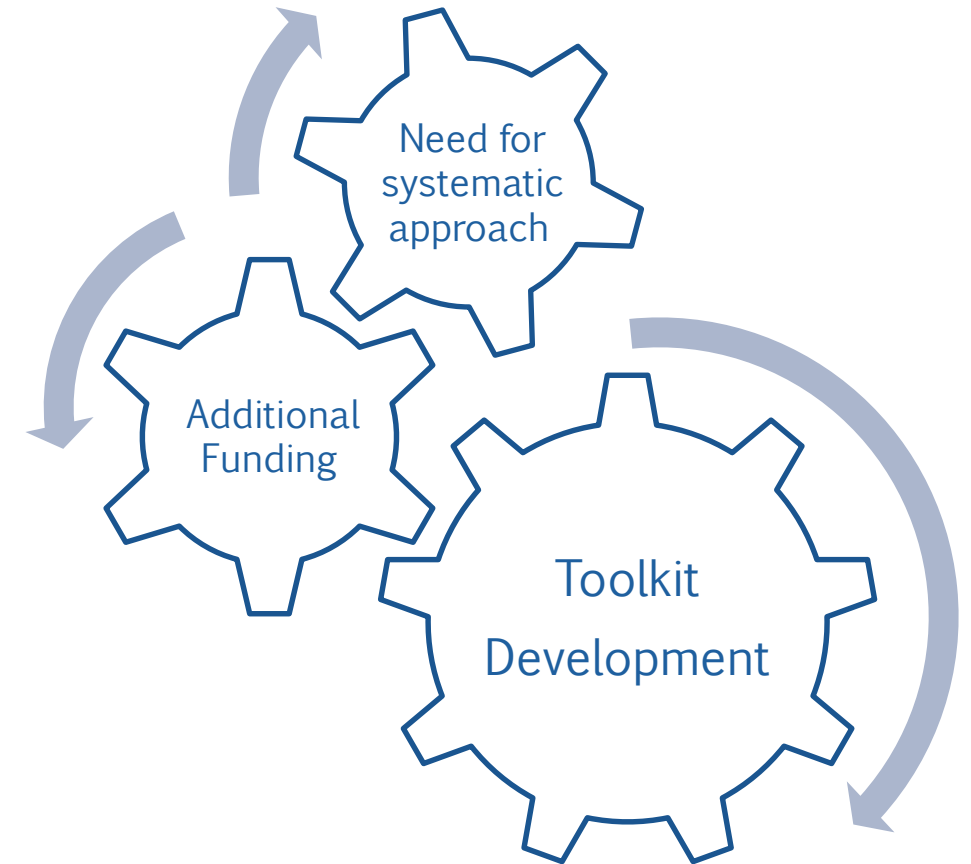 Need for
systematic
approach
Additional
Funding
Toolkit
Development